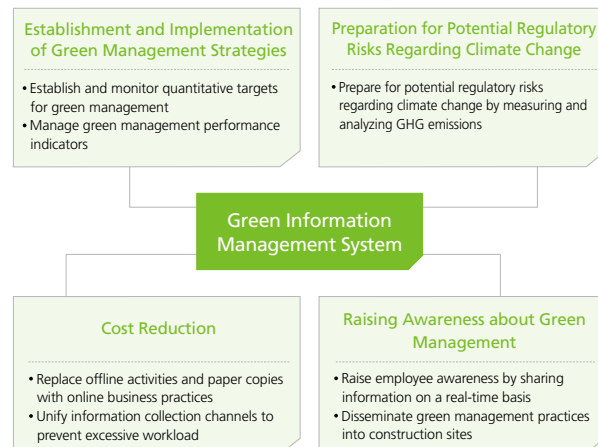 Establishment and Implementation
of Green Management Strategies
• Establish and monitor quantitative targets
for green management
• Manage green management performance
indicators
Preparation for Potential Regulatory
Risks Regarding Climate Change
• Prepare for potential regulatory risks
regarding climate change by measuring and
analyzing GHG emissions
Green Information
Management System
Cost Reduction
• Replace offline activities and paper copies
with online business practices
• Unify information collection channels to
prevent excessive workload
Raising Awareness about Green
Management
• Raise employee awareness by sharing
information on a real-time basis
• Disseminate green management practices
into construction sites